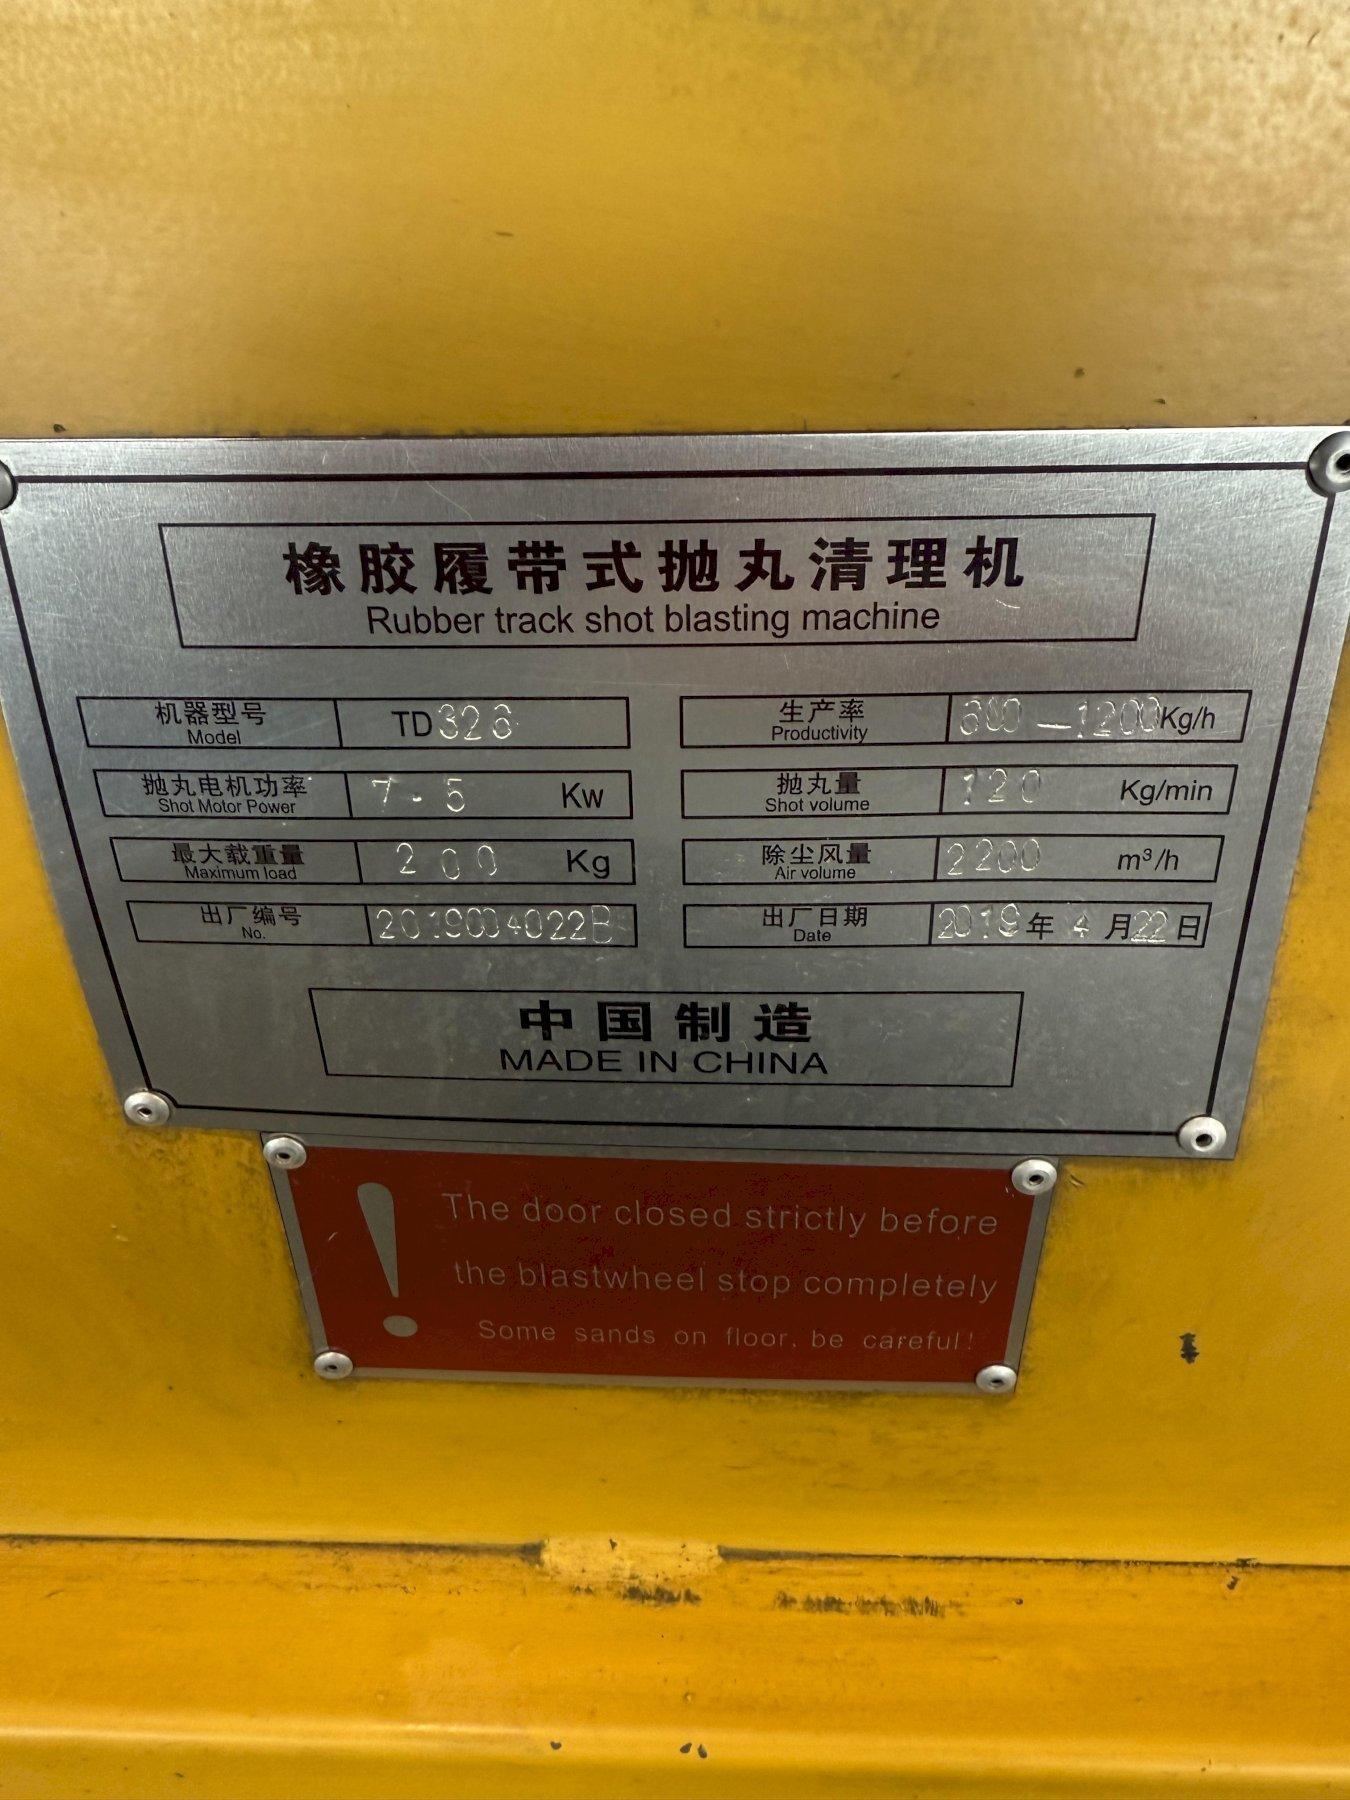 橡胶履带式抛丸清理机
Rubber track shot blasting machine
机器型号 TD326 生产率 600-1200Kg/h
Model Productivity
抛丸电机功率 7.5 Kw 抛丸量 120 Kg/min
Shot Motor Power Shot volume
最大载重量 200 Kg 除尘风量 2200 m³/h
Maximum load Air volume
出厂编号 2019004022B 出厂日期 2019年4月22日
No. Date
中国制造
MADE IN CHINA
The door closed strictly before
the blastwheel stop completely
Some sands on floor, be careful!